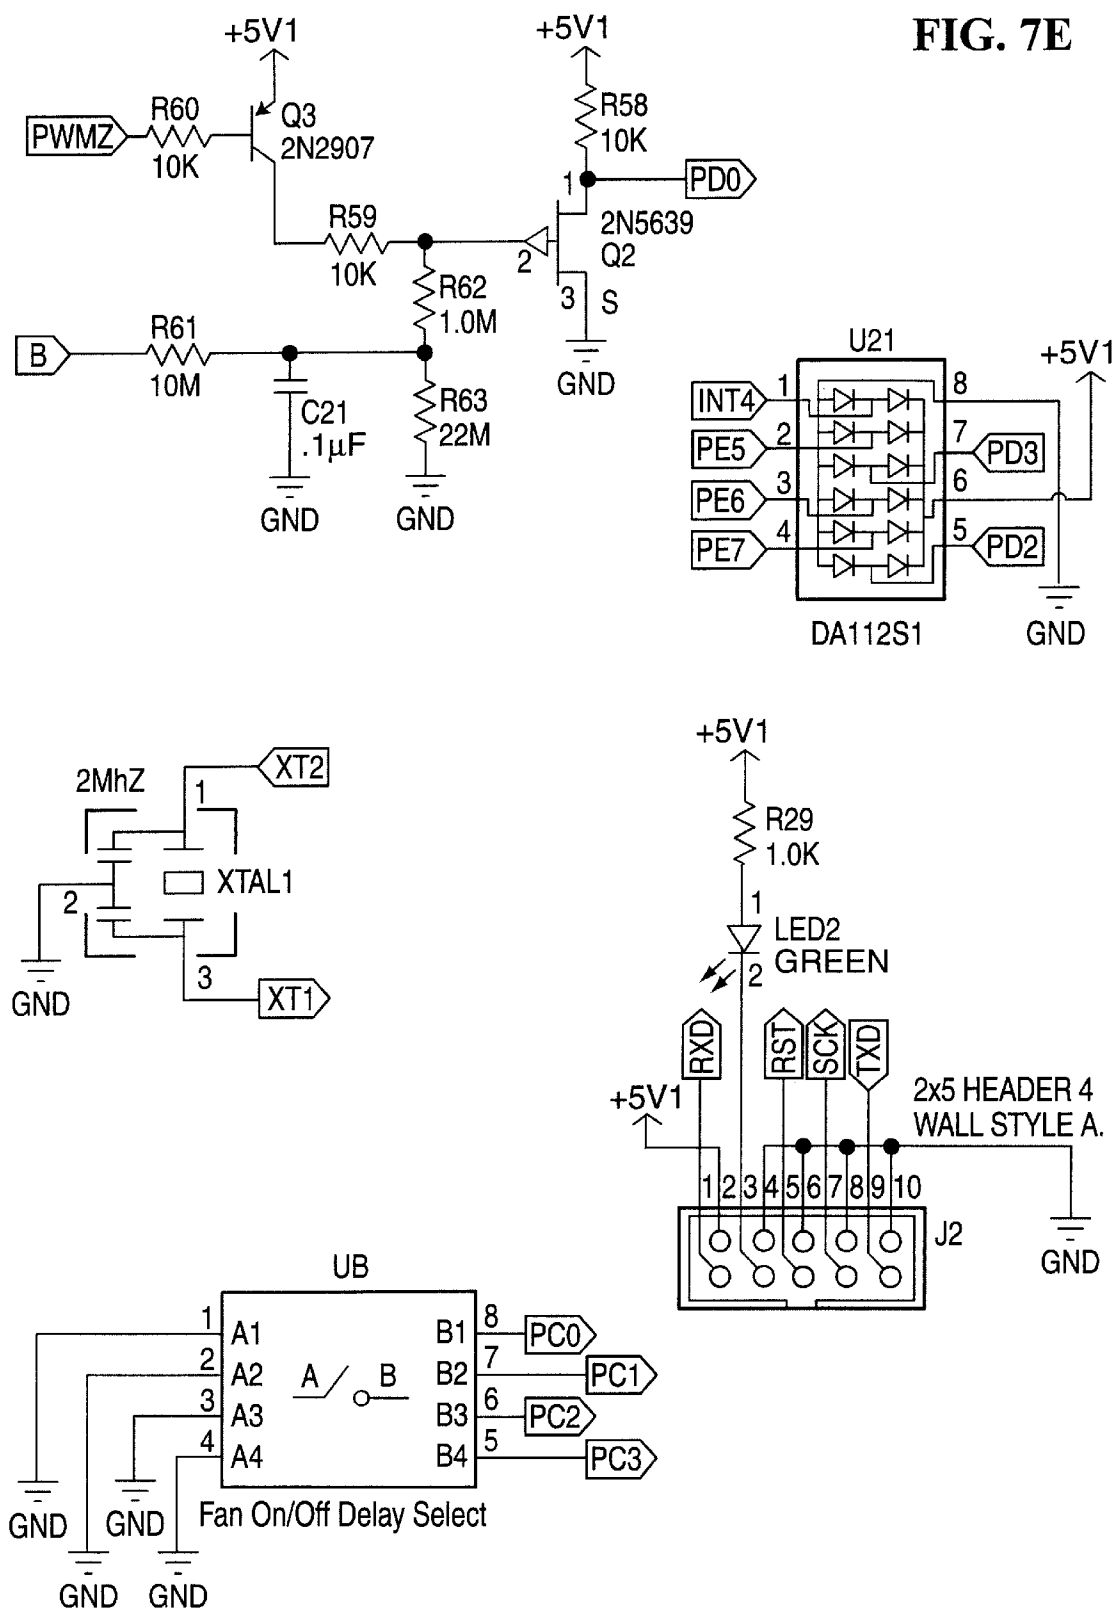 FIG. 7E
+5V1
+5V1
PWMZ
R60
10K
Q3
2N2907
R58
10K
1
PD0
R59
10K
2N5639
Q2
2
3
S
GND
R62
1.0M
B
R61
10M
C21
.1µF
GND
R63
22M
GND
U21
+5V1
INT4
1
8
PE5
2
7
PD3
PE6
3
6
PE7
4
5
PD2
DA112S1
GND
2MhZ
1
XT2
XTAL1
2
GND
3
XT1
+5V1
R29
1.0K
1
LED2
GREEN
2
RXD
RST
SCK
TXD
+5V1
2x5 HEADER 4
WALL STYLE A.
1 2 3 4 5 6 7 8 9 10
J2
GND
UB
1 A1 B1 8 PC0
2 A2 B2 7 PC1
A B
3 A3 B3 6 PC2
4 A4 B4 5 PC3
GND GND
Fan On/Off Delay Select
GND GND